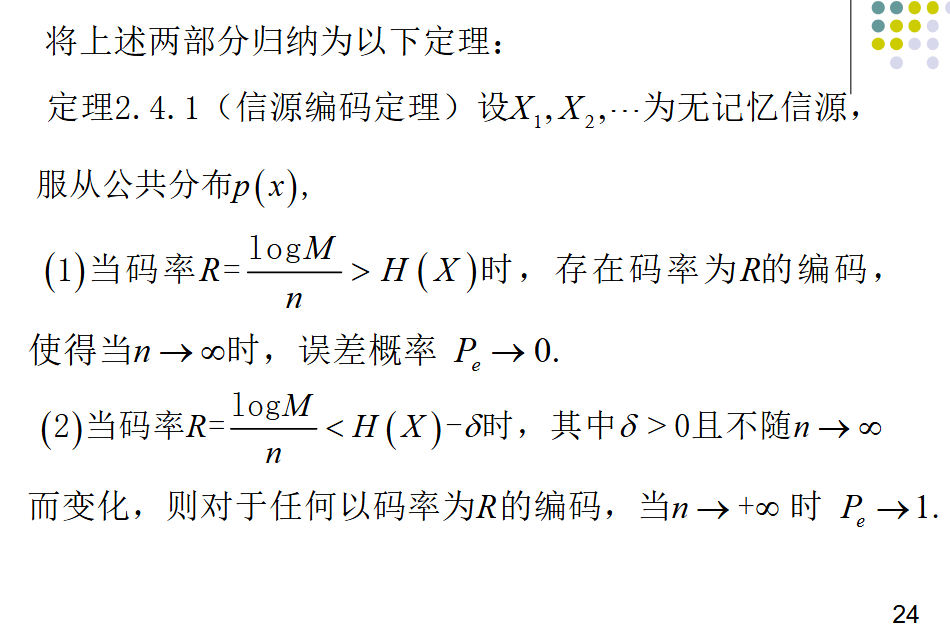 将上述两部分归纳为以下定理：
定理2.4.1（信源编码定理）设X₁, X₂,⋯为无记忆信源，
服从公共分布p(x),
(1)当码率R=logM/n > H(X)时，存在码率为R的编码，
使得当n→∞时，误差概率 Pₑ→0.
(2)当码率R=logM/n < H(X)-δ时，其中δ>0且不随n→∞
而变化，则对于任何以码率为R的编码，当n→+∞ 时 Pₑ→1.
24